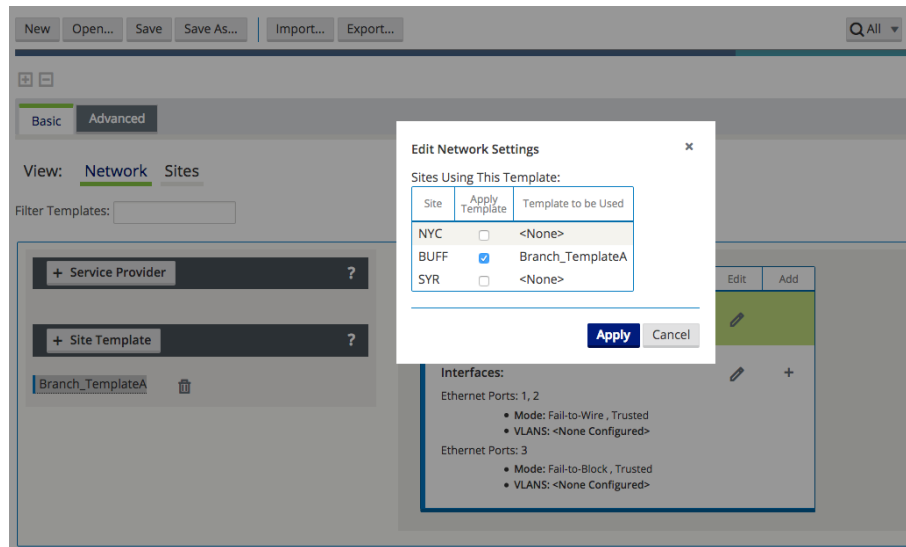 New Open... Save Save As... Import... Export... All
Basic Advanced
View: Network Sites
Filter Templates:
+ Service Provider ?
+ Site Template ?
Branch_TemplateA
Edit Network Settings ×
Sites Using This Template:
Site Apply Template Template to be Used
NYC <None>
BUFF Branch_TemplateA
SYR <None>
Apply Cancel
Edit Add
Interfaces: +
Ethernet Ports: 1, 2
• Mode: Fail-to-Wire , Trusted
• VLANS: <None Configured>
Ethernet Ports: 3
• Mode: Fail-to-Block , Trusted
• VLANS: <None Configured>